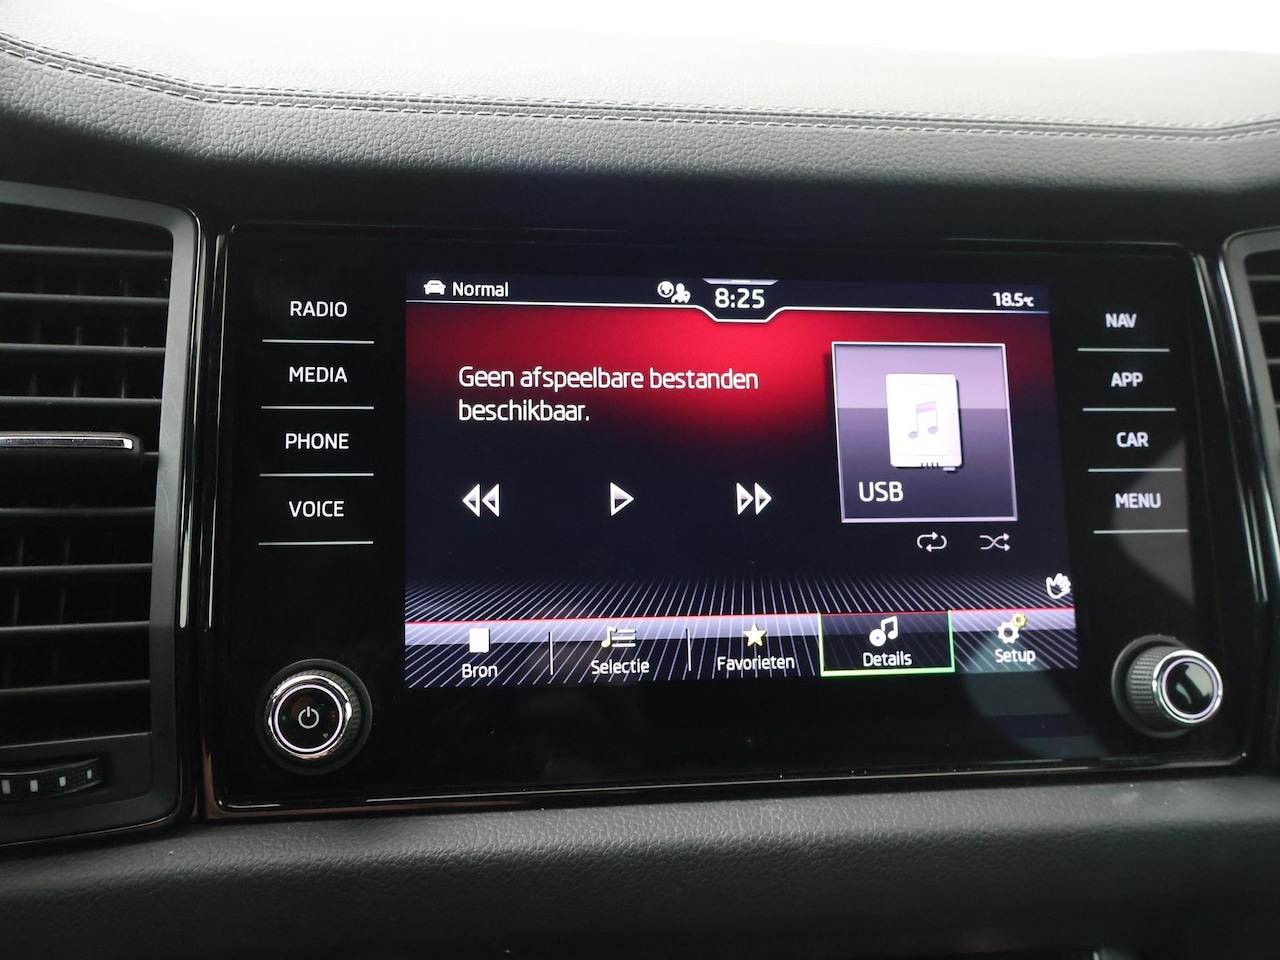 Normal
8:25
18.5°C
RADIO
MEDIA
PHONE
VOICE
Geen afspeelbare bestanden
beschikbaar.
USB
Bron
Selectie
Favorieten
Details
Setup
NAV
APP
CAR
MENU